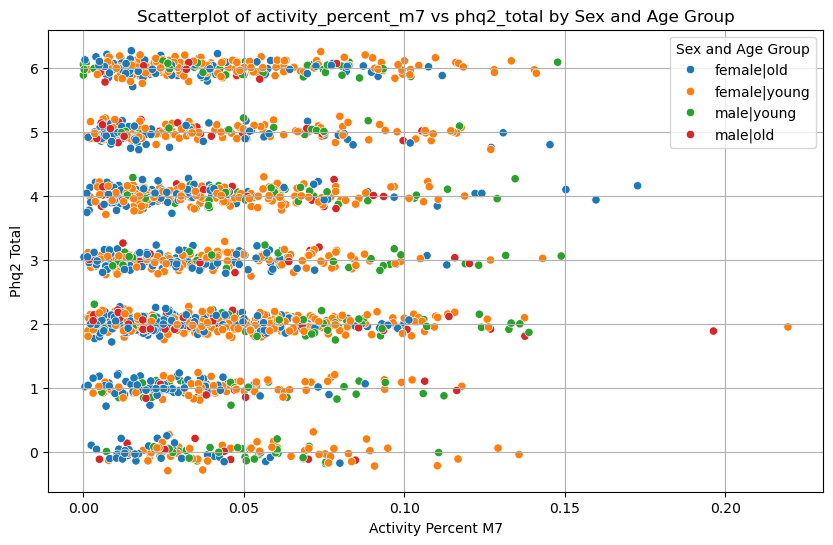 Scatterplot of activity_percent_m7 vs phq2_total by Sex and Age Group
Sex and Age Group
female|old
female|young
male|young
male|old
Phq2 Total
6
5
4
3
2
1
0
0.00 0.05 0.10 0.15 0.20
Activity Percent M7